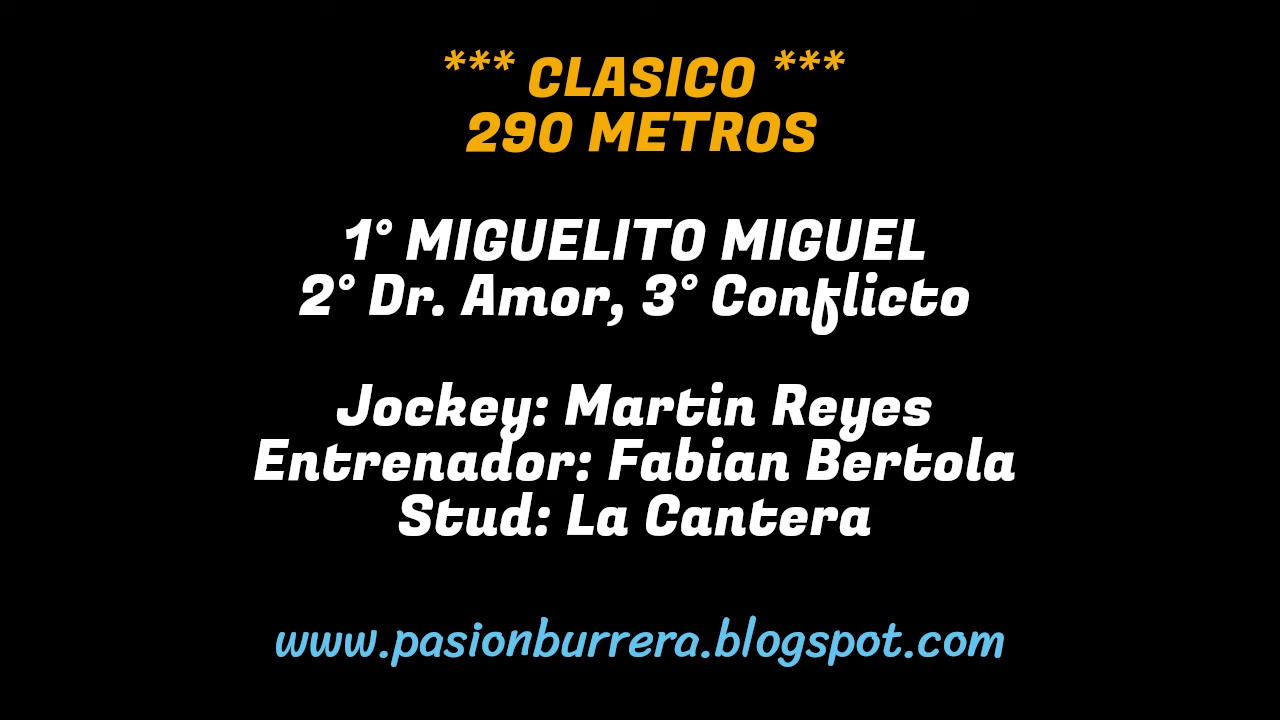 *** CLASICO ***
290 METROS
1° MIGUELITO MIGUEL
2° Dr. Amor, 3° Conflicto
Jockey: Martin Reyes
Entrenador: Fabian Bertola
Stud: La Cantera
www.pasionburrera.blogspot.com